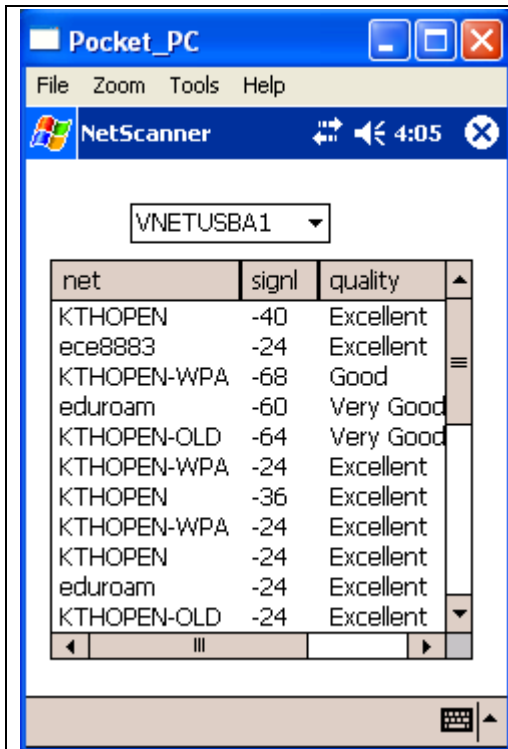 Pocket_PC
File Zoom Tools Help
NetScanner 4:05
VNETUSBA1
net signl quality
KTHOPEN -40 Excellent
ece8883 -24 Excellent
KTHOPEN-WPA -68 Good
eduroam -60 Very Good
KTHOPEN-OLD -64 Very Good
KTHOPEN-WPA -24 Excellent
KTHOPEN -36 Excellent
KTHOPEN-WPA -24 Excellent
KTHOPEN -24 Excellent
eduroam -24 Excellent
KTHOPEN-OLD -24 Excellent